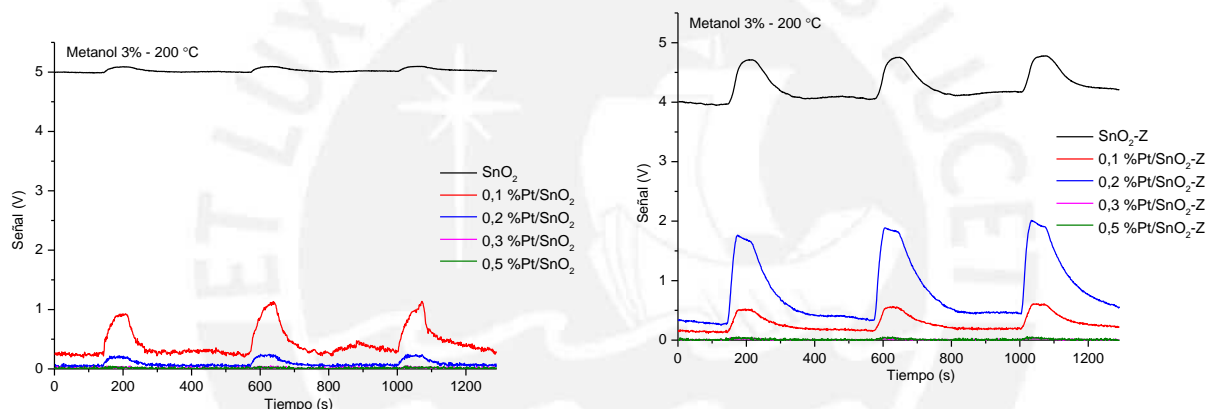 Metanol 3% - 200 °C
5
4
3
2
1
0
Señal (V)
0 200 400 600 800 1000 1200
Tiempo (s)
SnO2
0,1 %Pt/SnO2
0,2 %Pt/SnO2
0,3 %Pt/SnO2
0,5 %Pt/SnO2
Metanol 3% - 200 °C
5
4
3
2
1
0
Señal (V)
0 200 400 600 800 1000 1200
Tiempo (s)
SnO2-Z
0,1 %Pt/SnO2-Z
0,2 %Pt/SnO2-Z
0,3 %Pt/SnO2-Z
0,5 %Pt/SnO2-Z
ET LUX
S LUCET